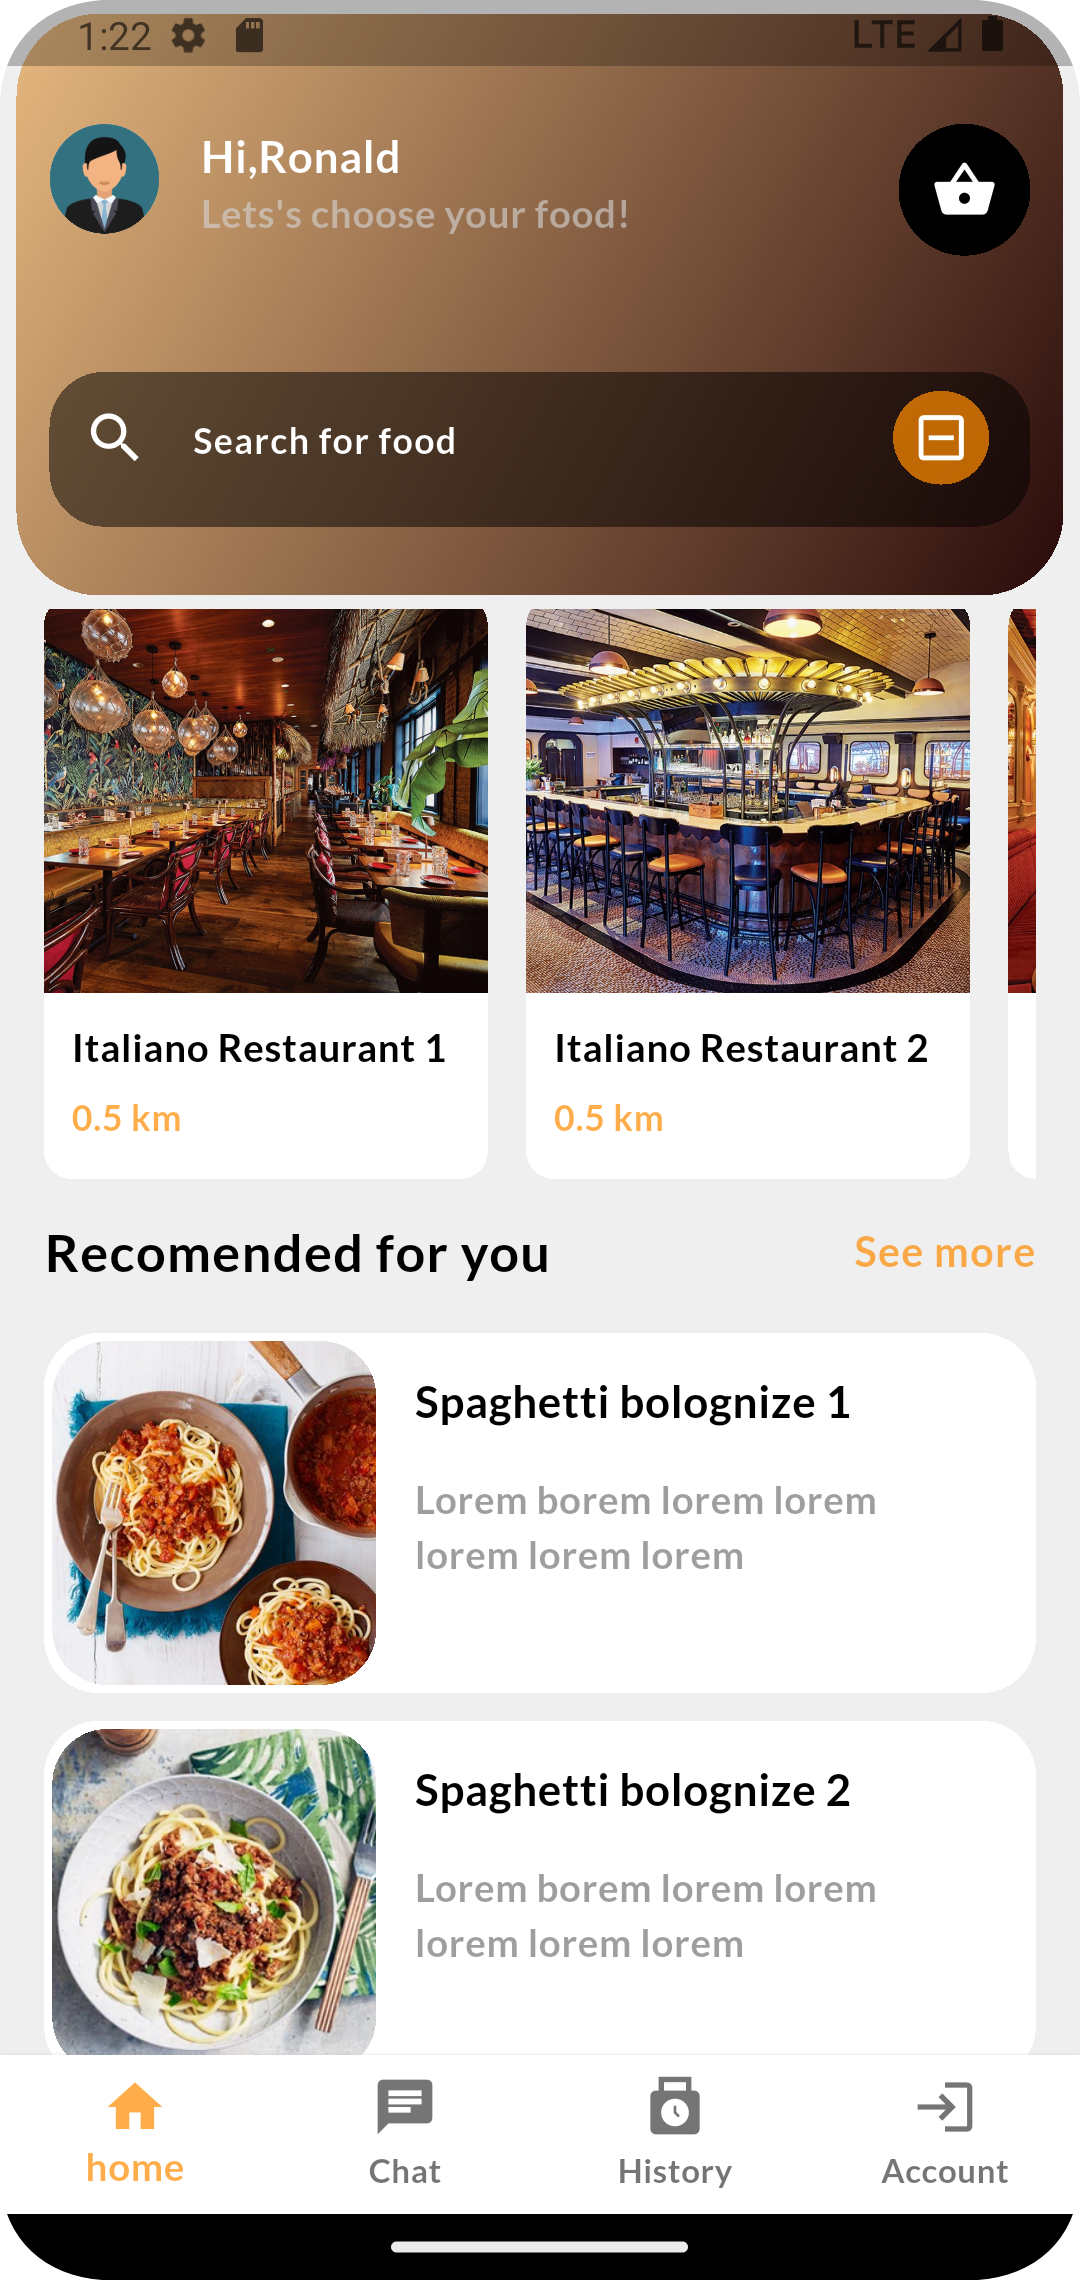 1:22
LTE
Hi,Ronald
Lets's choose your food!
Search for food
Italiano Restaurant 1
0.5 km
Italiano Restaurant 2
0.5 km
Recomended for you
See more
Spaghetti bolognize 1
Lorem borem lorem lorem
lorem lorem lorem
Spaghetti bolognize 2
Lorem borem lorem lorem
lorem lorem lorem
home
Chat
History
Account